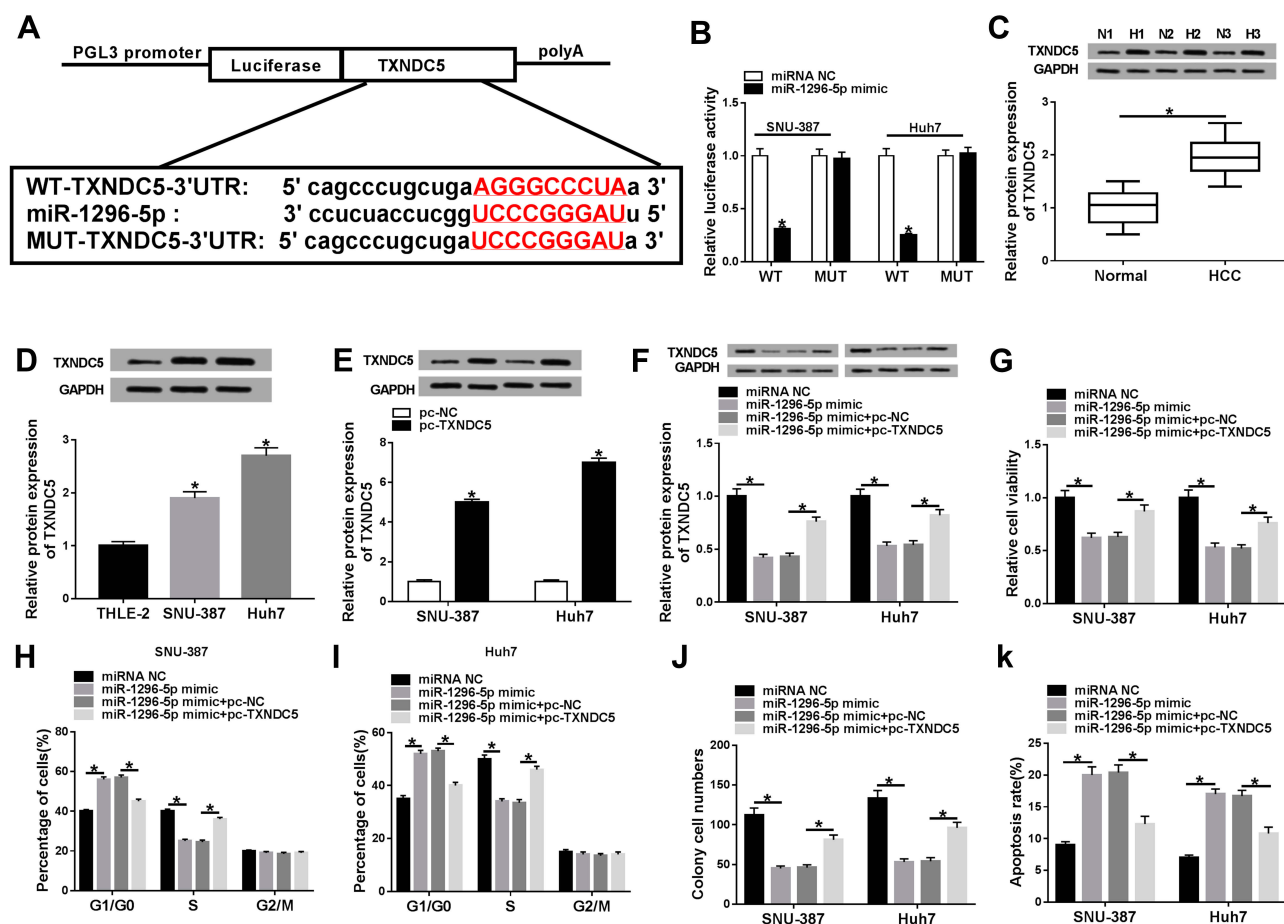 A
PGL3 promoter
Luciferase
TXNDC5
polyA
WT-TXNDC5-3'UTR: 5' cagcccugcugaAGGGCCCUAa 3'
miR-1296-5p : 3' ccucuaccucggUCCCGGGAUu 5'
MUT-TXNDC5-3'UTR: 5' cagcccugcugaUCCCGGGAUa 3'
B
miRNA NC
miR-1296-5p mimic
SNU-387
Huh7
Relative luciferase activity
1.5
1.0
0.5
0.0
*
*
WT
MUT
WT
MUT
C
N1 H1 N2 H2 N3 H3
TXNDC5
GAPDH
Relative protein expression
of TXNDC5
3
2
1
0
*
Normal
HCC
D
TXNDC5
GAPDH
Relative protein expression
of TXNDC5
3
2
1
0
*
*
THLE-2
SNU-387
Huh7
E
TXNDC5
GAPDH
pc-NC
pc-TXNDC5
Relative protein expression
of TXNDC5
8
6
4
2
0
*
*
SNU-387
Huh7
F
TXNDC5
GAPDH
miRNA NC
miR-1296-5p mimic
miR-1296-5p mimic+pc-NC
miR-1296-5p mimic+pc-TXNDC5
Relative protein expression
of TXNDC5
1.5
1.0
0.5
0.0
*
*
*
*
SNU-387
Huh7
G
miRNA NC
miR-1296-5p mimic
miR-1296-5p mimic+pc-NC
miR-1296-5p mimic+pc-TXNDC5
Relative cell viability
1.5
1.0
0.5
0.0
*
*
*
*
SNU-387
Huh7
H
SNU-387
miRNA NC
miR-1296-5p mimic
miR-1296-5p mimic+pc-NC
miR-1296-5p mimic+pc-TXNDC5
Percentage of cells(%)
80
60
40
20
0
*
*
*
*
G1/G0
S
G2/M
I
Huh7
miRNA NC
miR-1296-5p mimic
miR-1296-5p mimic+pc-NC
miR-1296-5p mimic+pc-TXNDC5
Percentage of cells(%)
60
40
20
0
*
*
*
*
G1/G0
S
G2/M
J
miRNA NC
miR-1296-5p mimic
miR-1296-5p mimic+pc-NC
miR-1296-5p mimic+pc-TXNDC5
Colony cell numbers
200
150
100
50
0
*
*
*
*
SNU-387
Huh7
k
miRNA NC
miR-1296-5p mimic
miR-1296-5p mimic+pc-NC
miR-1296-5p mimic+pc-TXNDC5
Apoptosis rate(%)
25
20
15
10
5
0
*
*
*
*
SNU-387
Huh7